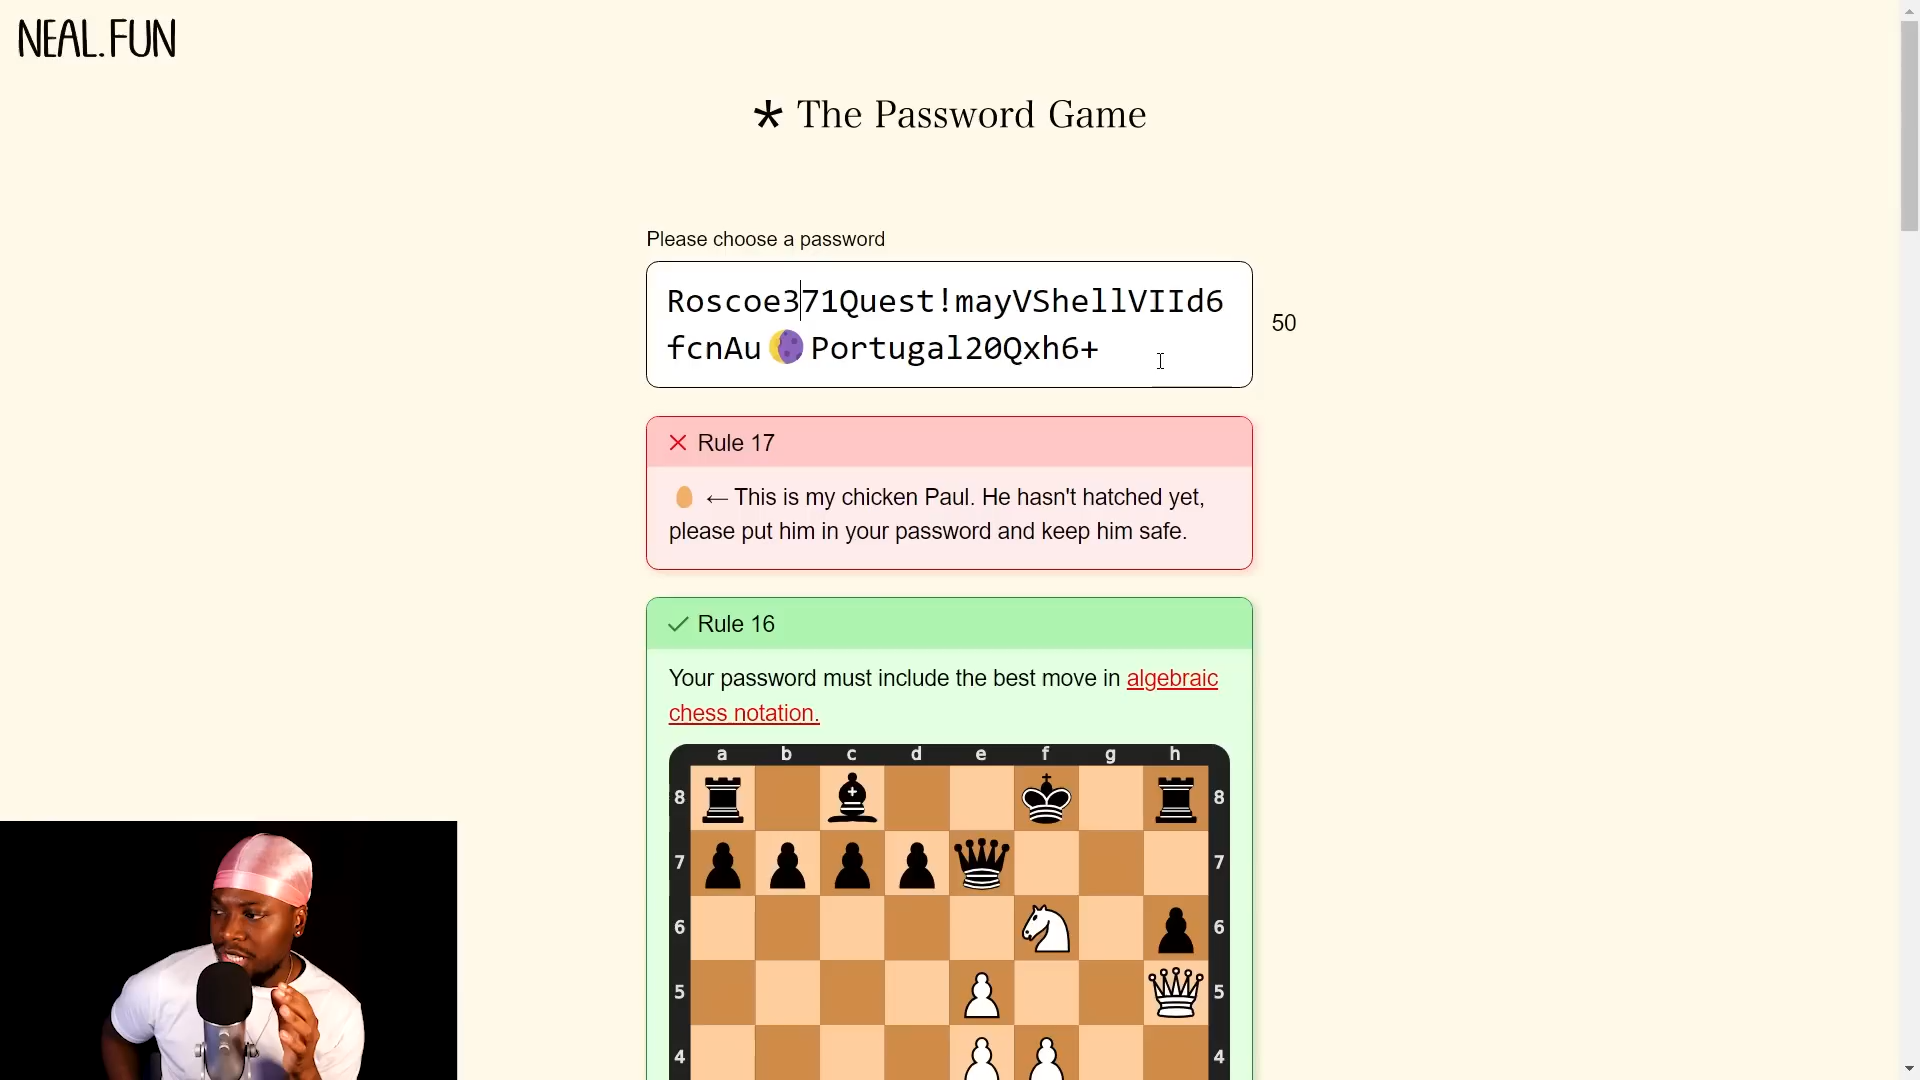 NEAL.FUN
* The Password Game
Please choose a password
Roscoe371Quest!mayVShellVIId6
fcnAu🌘Portugal20Qxh6+
50
Rule 17
🥚 ← This is my chicken Paul. He hasn't hatched yet,
please put him in your password and keep him safe.
Rule 16
Your password must include the best move in algebraic
chess notation.
a b c d e f g h
8 8
7 7
6 6
5 5
4 4